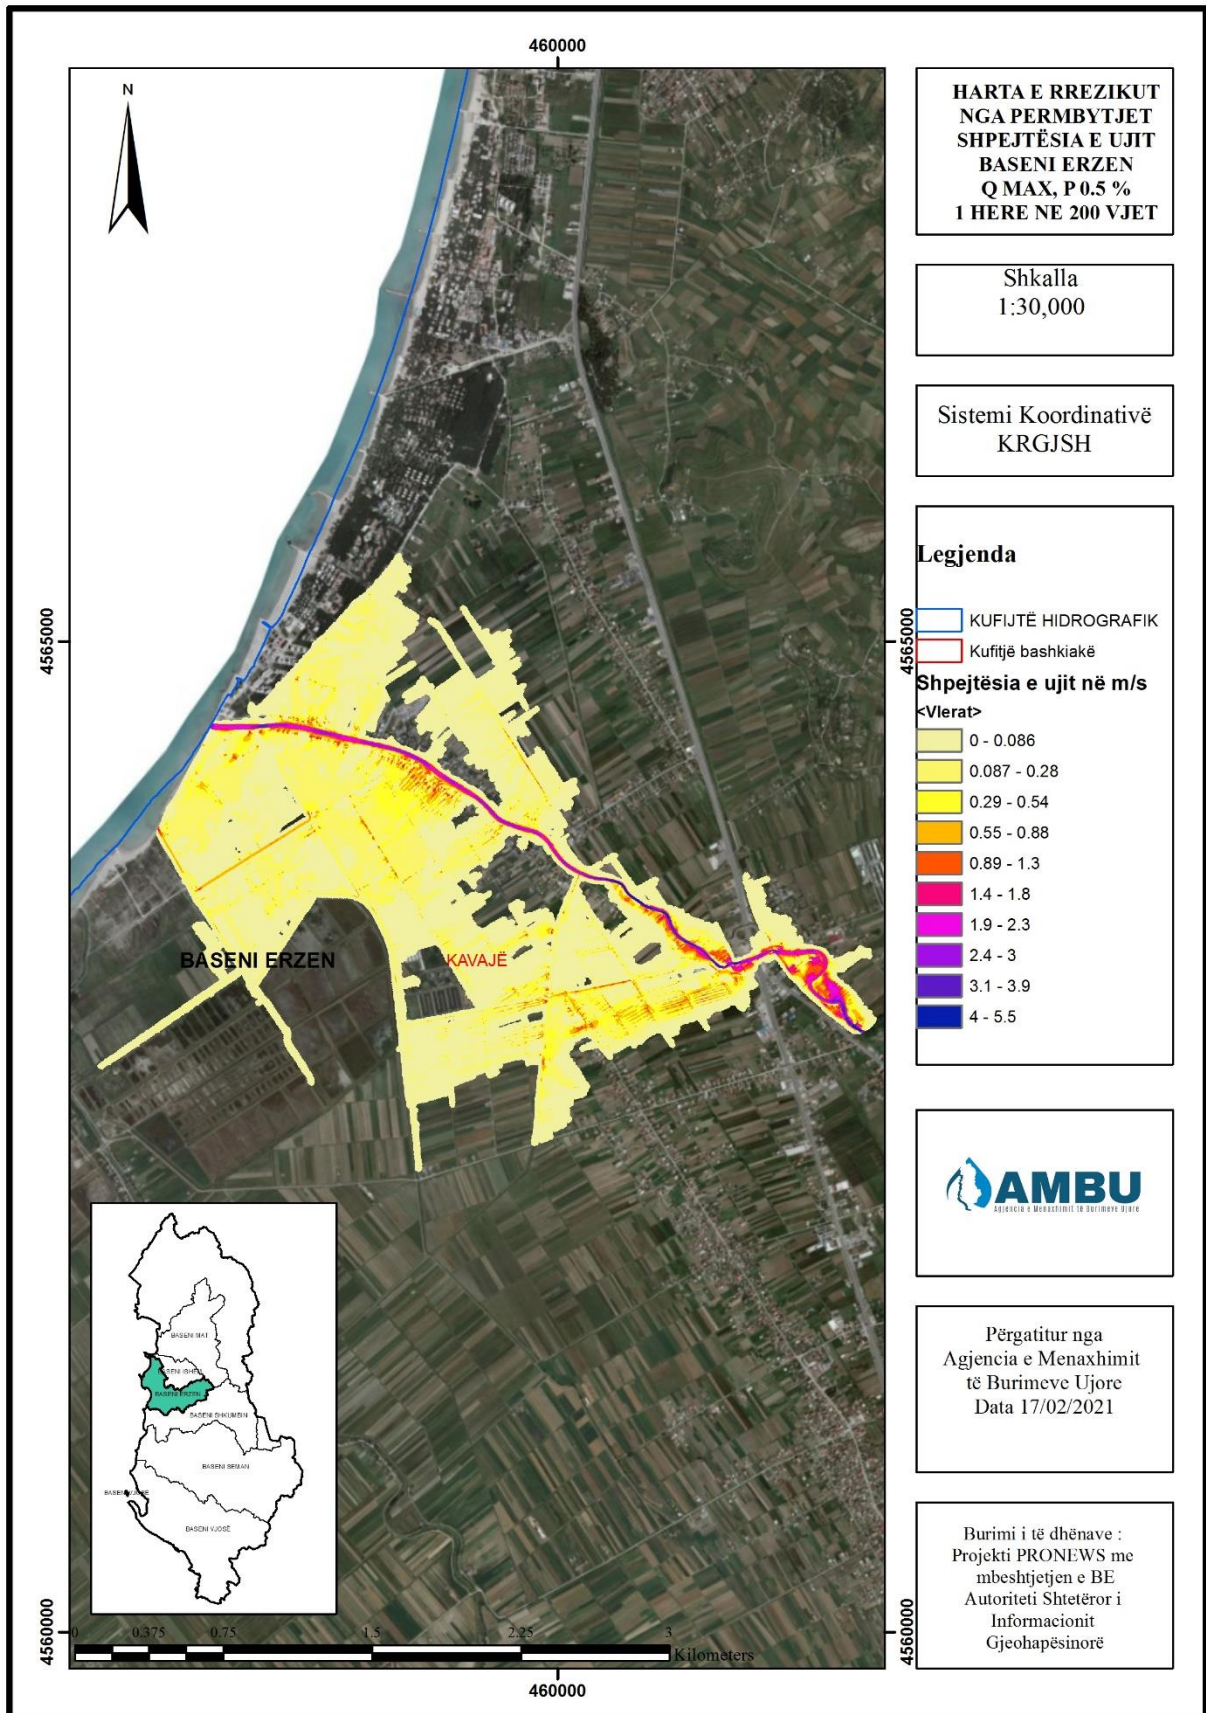 460000
N
4565000
4565000
BASENI ERZEN
KAVAJË
BASENI MAT
BASENI ISHEM
BASENI ERZEN
BASENI SHKUMBIN
BASENI SEMAN
BASENI VJOSË
BASENI VJOSË
4560000
4560000
0 0.375 0.75 1.5 2.25 3
Kilometers
460000
HARTA E RREZIKUT
NGA PERMBYTJET
SHPEJTËSIA E UJIT
BASENI ERZEN
Q MAX, P 0.5 %
1 HERE NE 200 VJET
Shkalla
1:30,000
Sistemi Koordinativë
KRGJSH
Legjenda
KUFIJTË HIDROGRAFIK
Kufitjë bashkiakë
Shpejtësia e ujit në m/s
<Vlerat>
0 - 0.086
0.087 - 0.28
0.29 - 0.54
0.55 - 0.88
0.89 - 1.3
1.4 - 1.8
1.9 - 2.3
2.4 - 3
3.1 - 3.9
4 - 5.5
AMBU
Agjencia e Menaxhimit të Burimeve Ujore
Përgatitur nga
Agjencia e Menaxhimit
të Burimeve Ujore
Data 17/02/2021
Burimi i të dhënave :
Projekti PRONEWS me
mbeshtjetjen e BE
Autoriteti Shtetëror i
Informacionit
Gjeohapësinorë